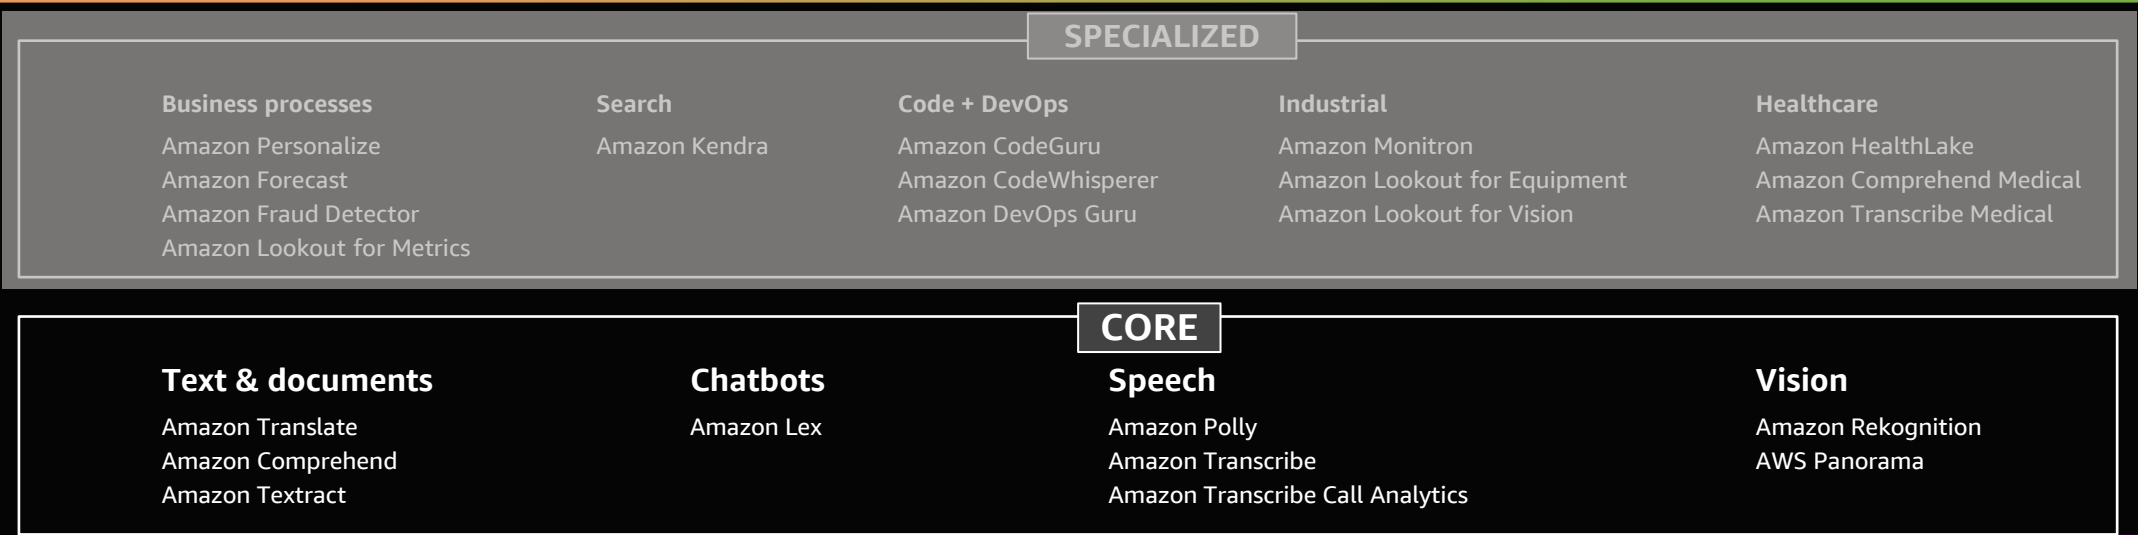 SPECIALIZED
Business processes
Amazon Personalize
Amazon Forecast
Amazon Fraud Detector
Amazon Lookout for Metrics
Search
Amazon Kendra
Code + DevOps
Amazon CodeGuru
Amazon CodeWhisperer
Amazon DevOps Guru
Industrial
Amazon Monitron
Amazon Lookout for Equipment
Amazon Lookout for Vision
Healthcare
Amazon HealthLake
Amazon Comprehend Medical
Amazon Transcribe Medical
CORE
Text & documents
Amazon Translate
Amazon Comprehend
Amazon Textract
Chatbots
Amazon Lex
Speech
Amazon Polly
Amazon Transcribe
Amazon Transcribe Call Analytics
Vision
Amazon Rekognition
AWS Panorama